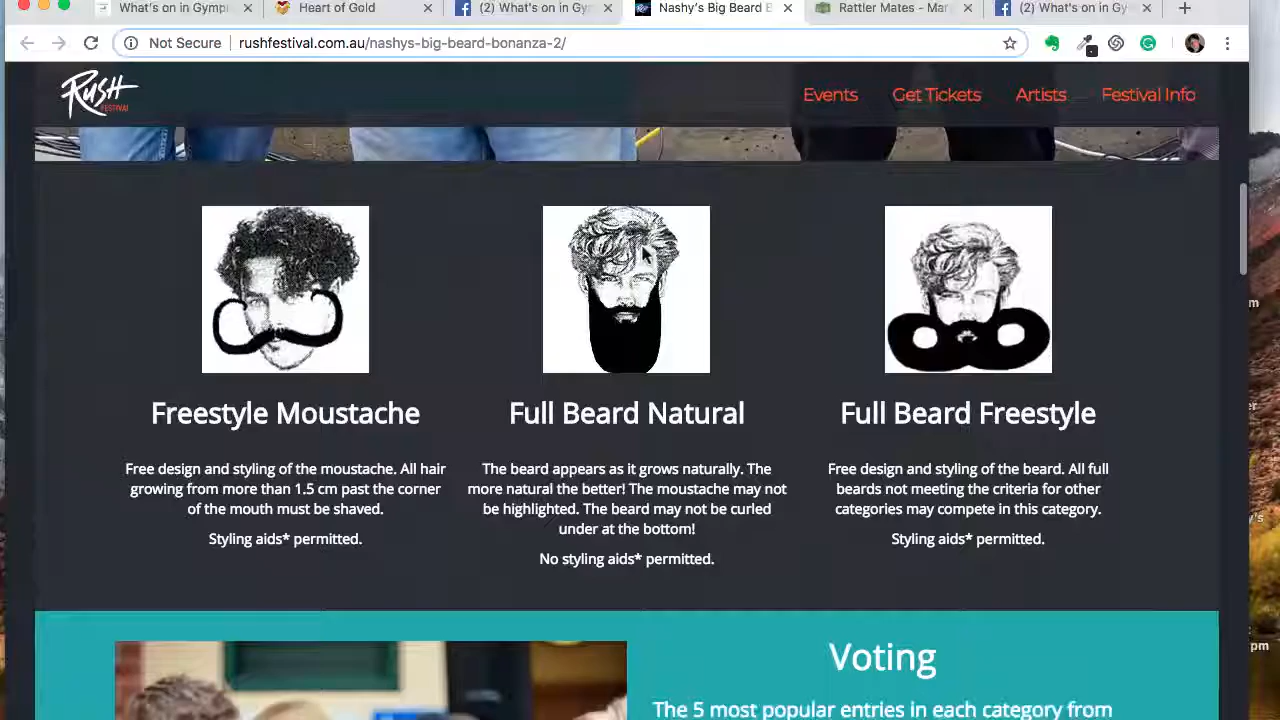 What's on in Gympi
Heart of Gold
(2) What's on in Gym
Nashy's Big Beard B
Rattler Mates - Mar
(2) What's on in Gy
Not Secure
rushfestival.com.au/nashys-big-beard-bonanza-2/
RUSH
FESTIVAL
Events
Get Tickets
Artists
Festival Info
Freestyle Moustache
Full Beard Natural
Full Beard Freestyle
Free design and styling of the moustache. All hair
growing from more than 1.5 cm past the corner
of the mouth must be shaved.
Styling aids* permitted.
The beard appears as it grows naturally. The
more natural the better! The moustache may not
be highlighted. The beard may not be curled
under at the bottom!
No styling aids* permitted.
Free design and styling of the beard. All full
beards not meeting the criteria for other
categories may compete in this category.
Styling aids* permitted.
Voting
The 5 most popular entries in each category from